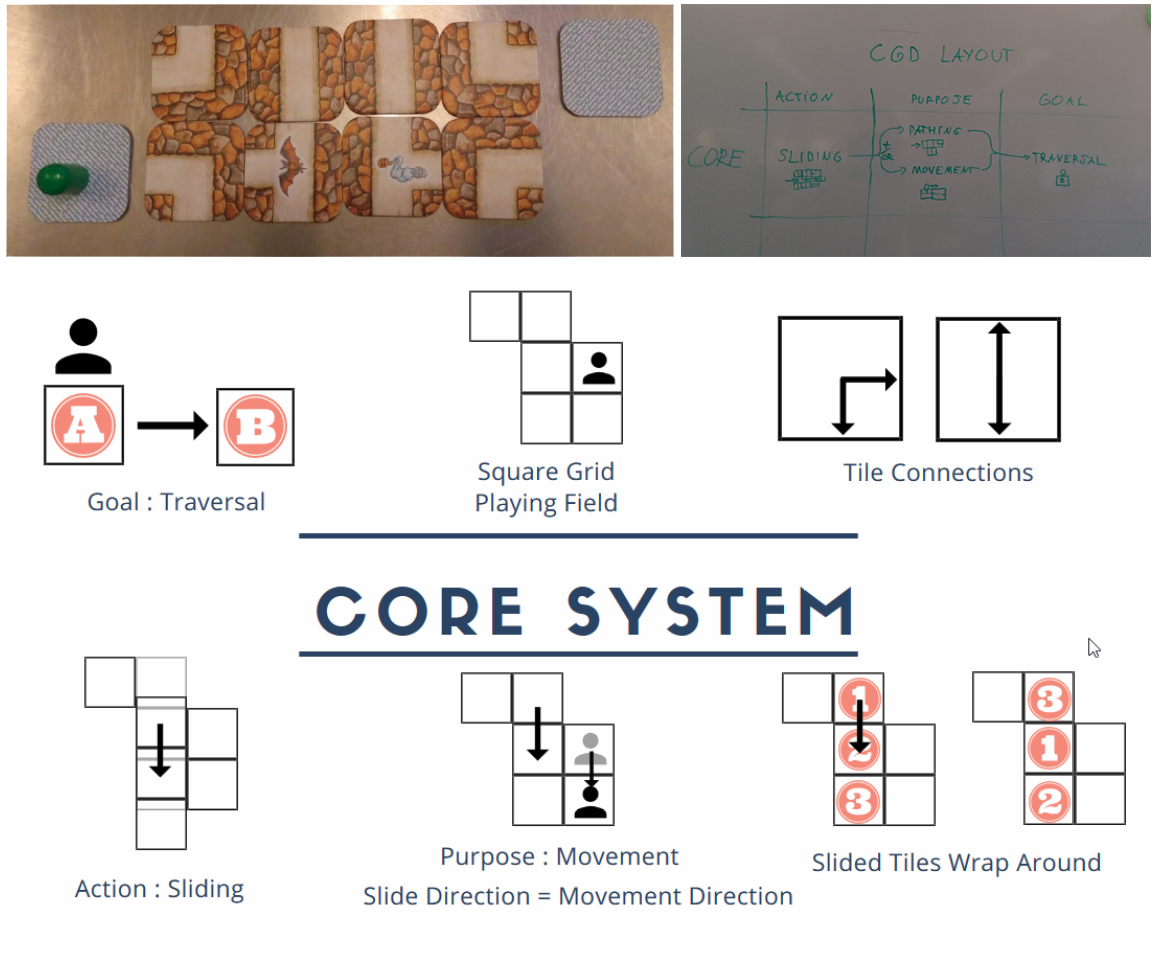 CGD LAYOUT
ACTION
PURPOSE
GOAL
CORE
SLIDING
+
OR
PATHING
MOVEMENT
TRAVERSAL
A
B
Goal : Traversal
Square Grid
Playing Field
Tile Connections
CORE SYSTEM
1
2
3
3
1
2
Action : Sliding
Purpose : Movement
Slide Direction = Movement Direction
Slided Tiles Wrap Around